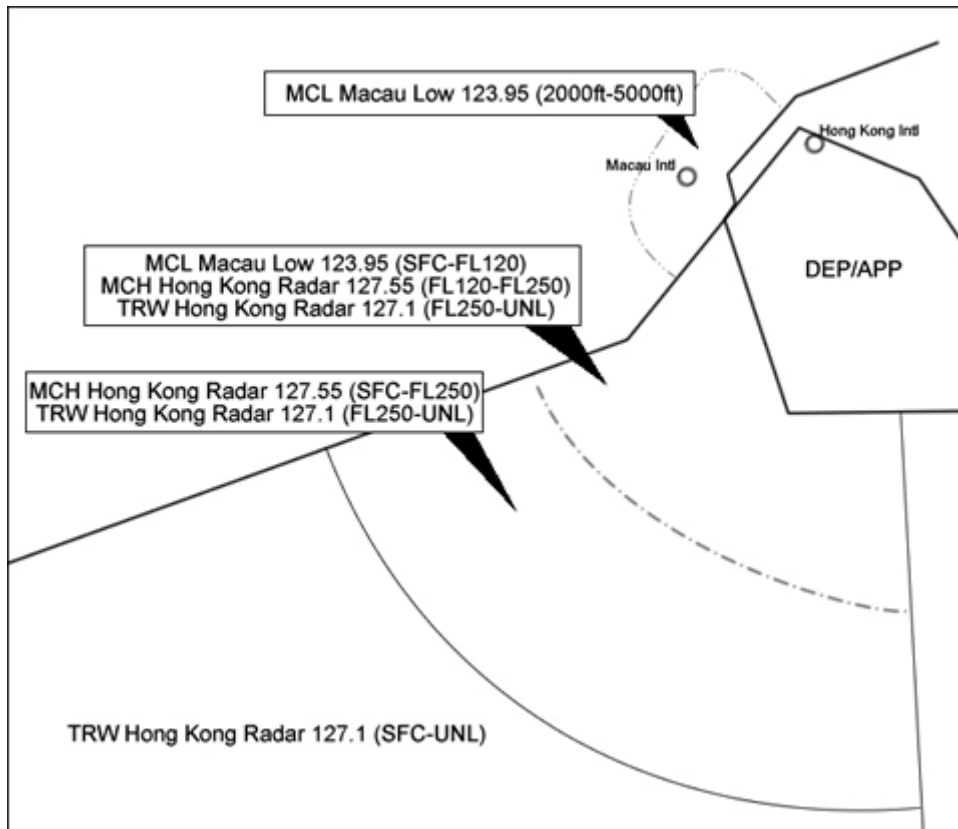 MCL Macau Low 123.95 (2000ft-5000ft)
Hong Kong Intl
Macau Intl
MCL Macau Low 123.95 (SFC-FL120)
MCH Hong Kong Radar 127.55 (FL120-FL250)
TRW Hong Kong Radar 127.1 (FL250-UNL)
DEP/APP
MCH Hong Kong Radar 127.55 (SFC-FL250)
TRW Hong Kong Radar 127.1 (FL250-UNL)
TRW Hong Kong Radar 127.1 (SFC-UNL)